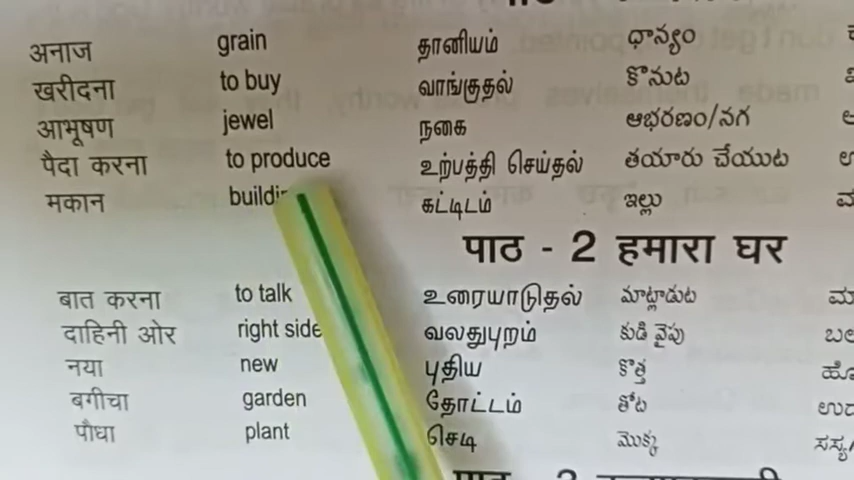 अनाज grain தானியம் ధాన్యం
खरीदना to buy வாங்குதல் కొనుట
आभूषण jewel நகை ఆభరణం/నగ
पैदा करना to produce உற்பத்தி செய்தல் తయారు చేయుట
मकान கட்டிடம் ఇల్లు
पाठ - 2 हमारा घर
बात करना to talk உரையாடுதல் మాట్లాడుట
दाहिनी ओर right side வலதுபுறம் కుడి వైపు
नया new புதிய కొత్త
बगीचा garden தோட்டம் తోట
पौधा plant செடி మొక్క